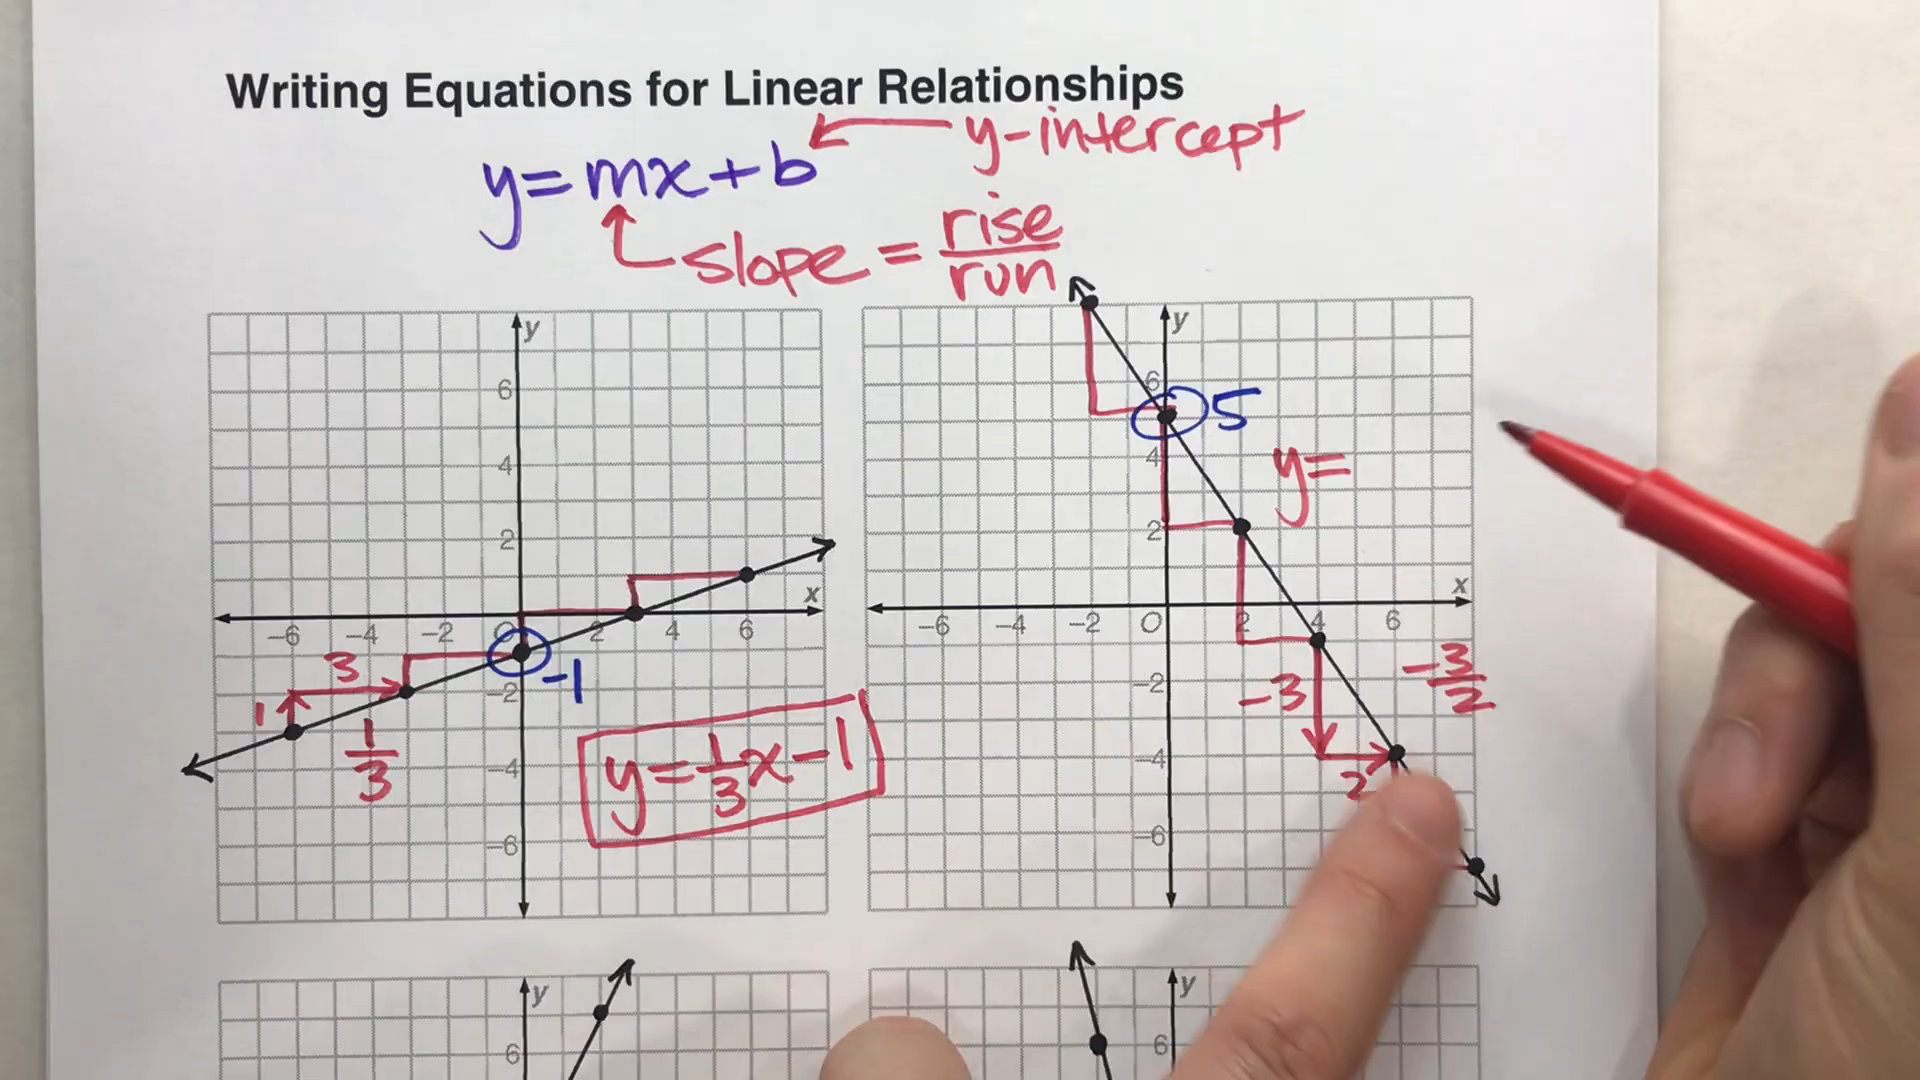 Writing Equations for Linear Relationships
y=mx+b
y-intercept
slope = rise/run
y
6
4
2
x
-6 -4 -2 O 2 4 6
-2
-4
-6
3
1
1/3
-1
y=1/3x-1
y
6
5
4
y=
2
x
-6 -4 -2 O 2 4 6
-2
-4
-6
-3
2
-3/2
y
6
y
6